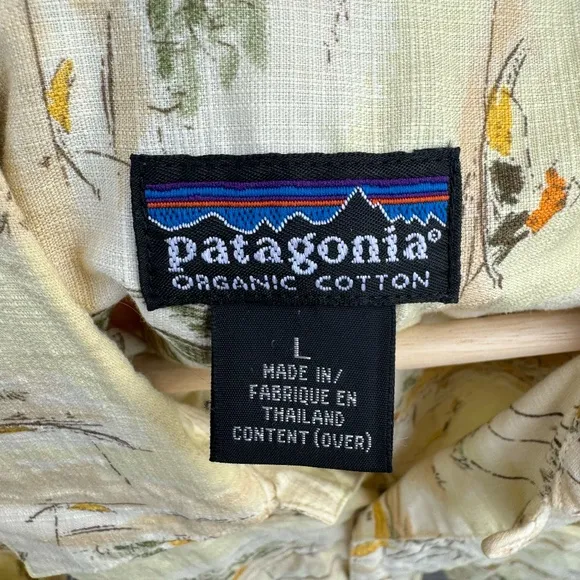 patagonia®
ORGANIC COTTON
L
MADE IN/
FABRIQUE EN
THAILAND
CONTENT (OVER)